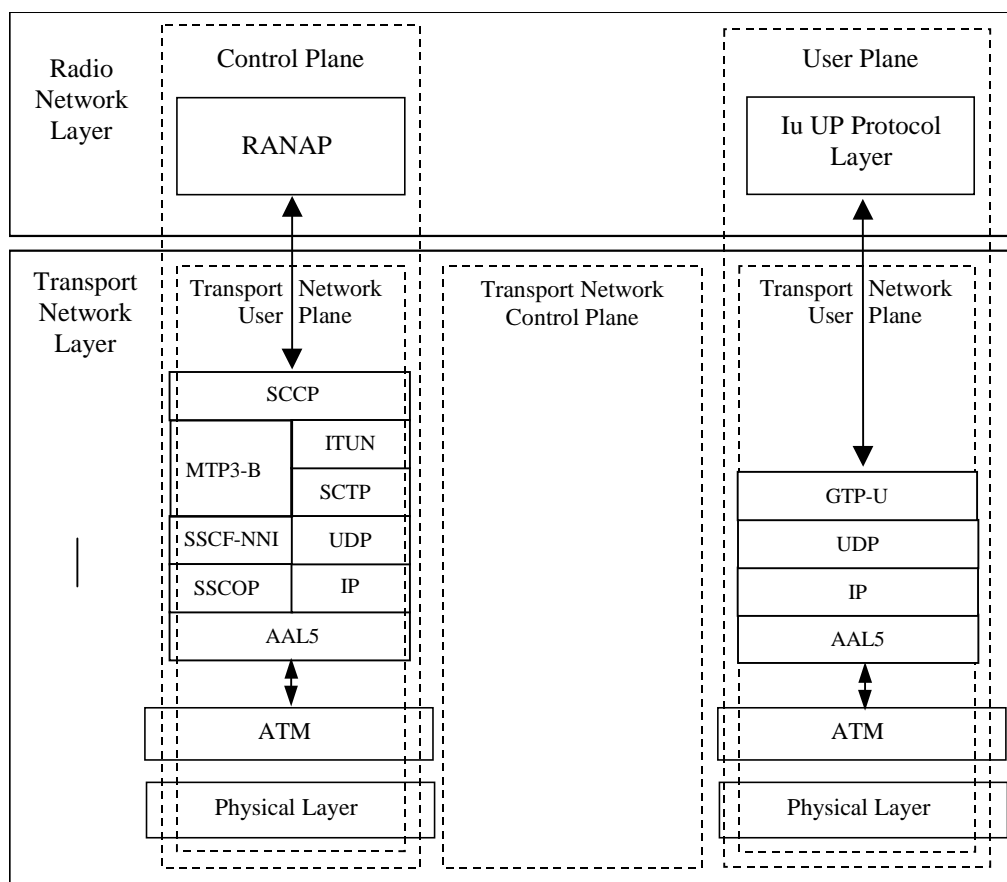 Radio
Network
Layer
Control Plane
RANAP
User Plane
Iu UP Protocol
Layer
Transport
Network
Layer
Transport Network
User Plane
SCCP
MTP3-B
ITUN
SCTP
SSCF-NNI
UDP
SSCOP
IP
AAL5
ATM
Physical Layer
Transport Network
Control Plane
Transport Network
User Plane
GTP-U
UDP
IP
AAL5
ATM
Physical Layer